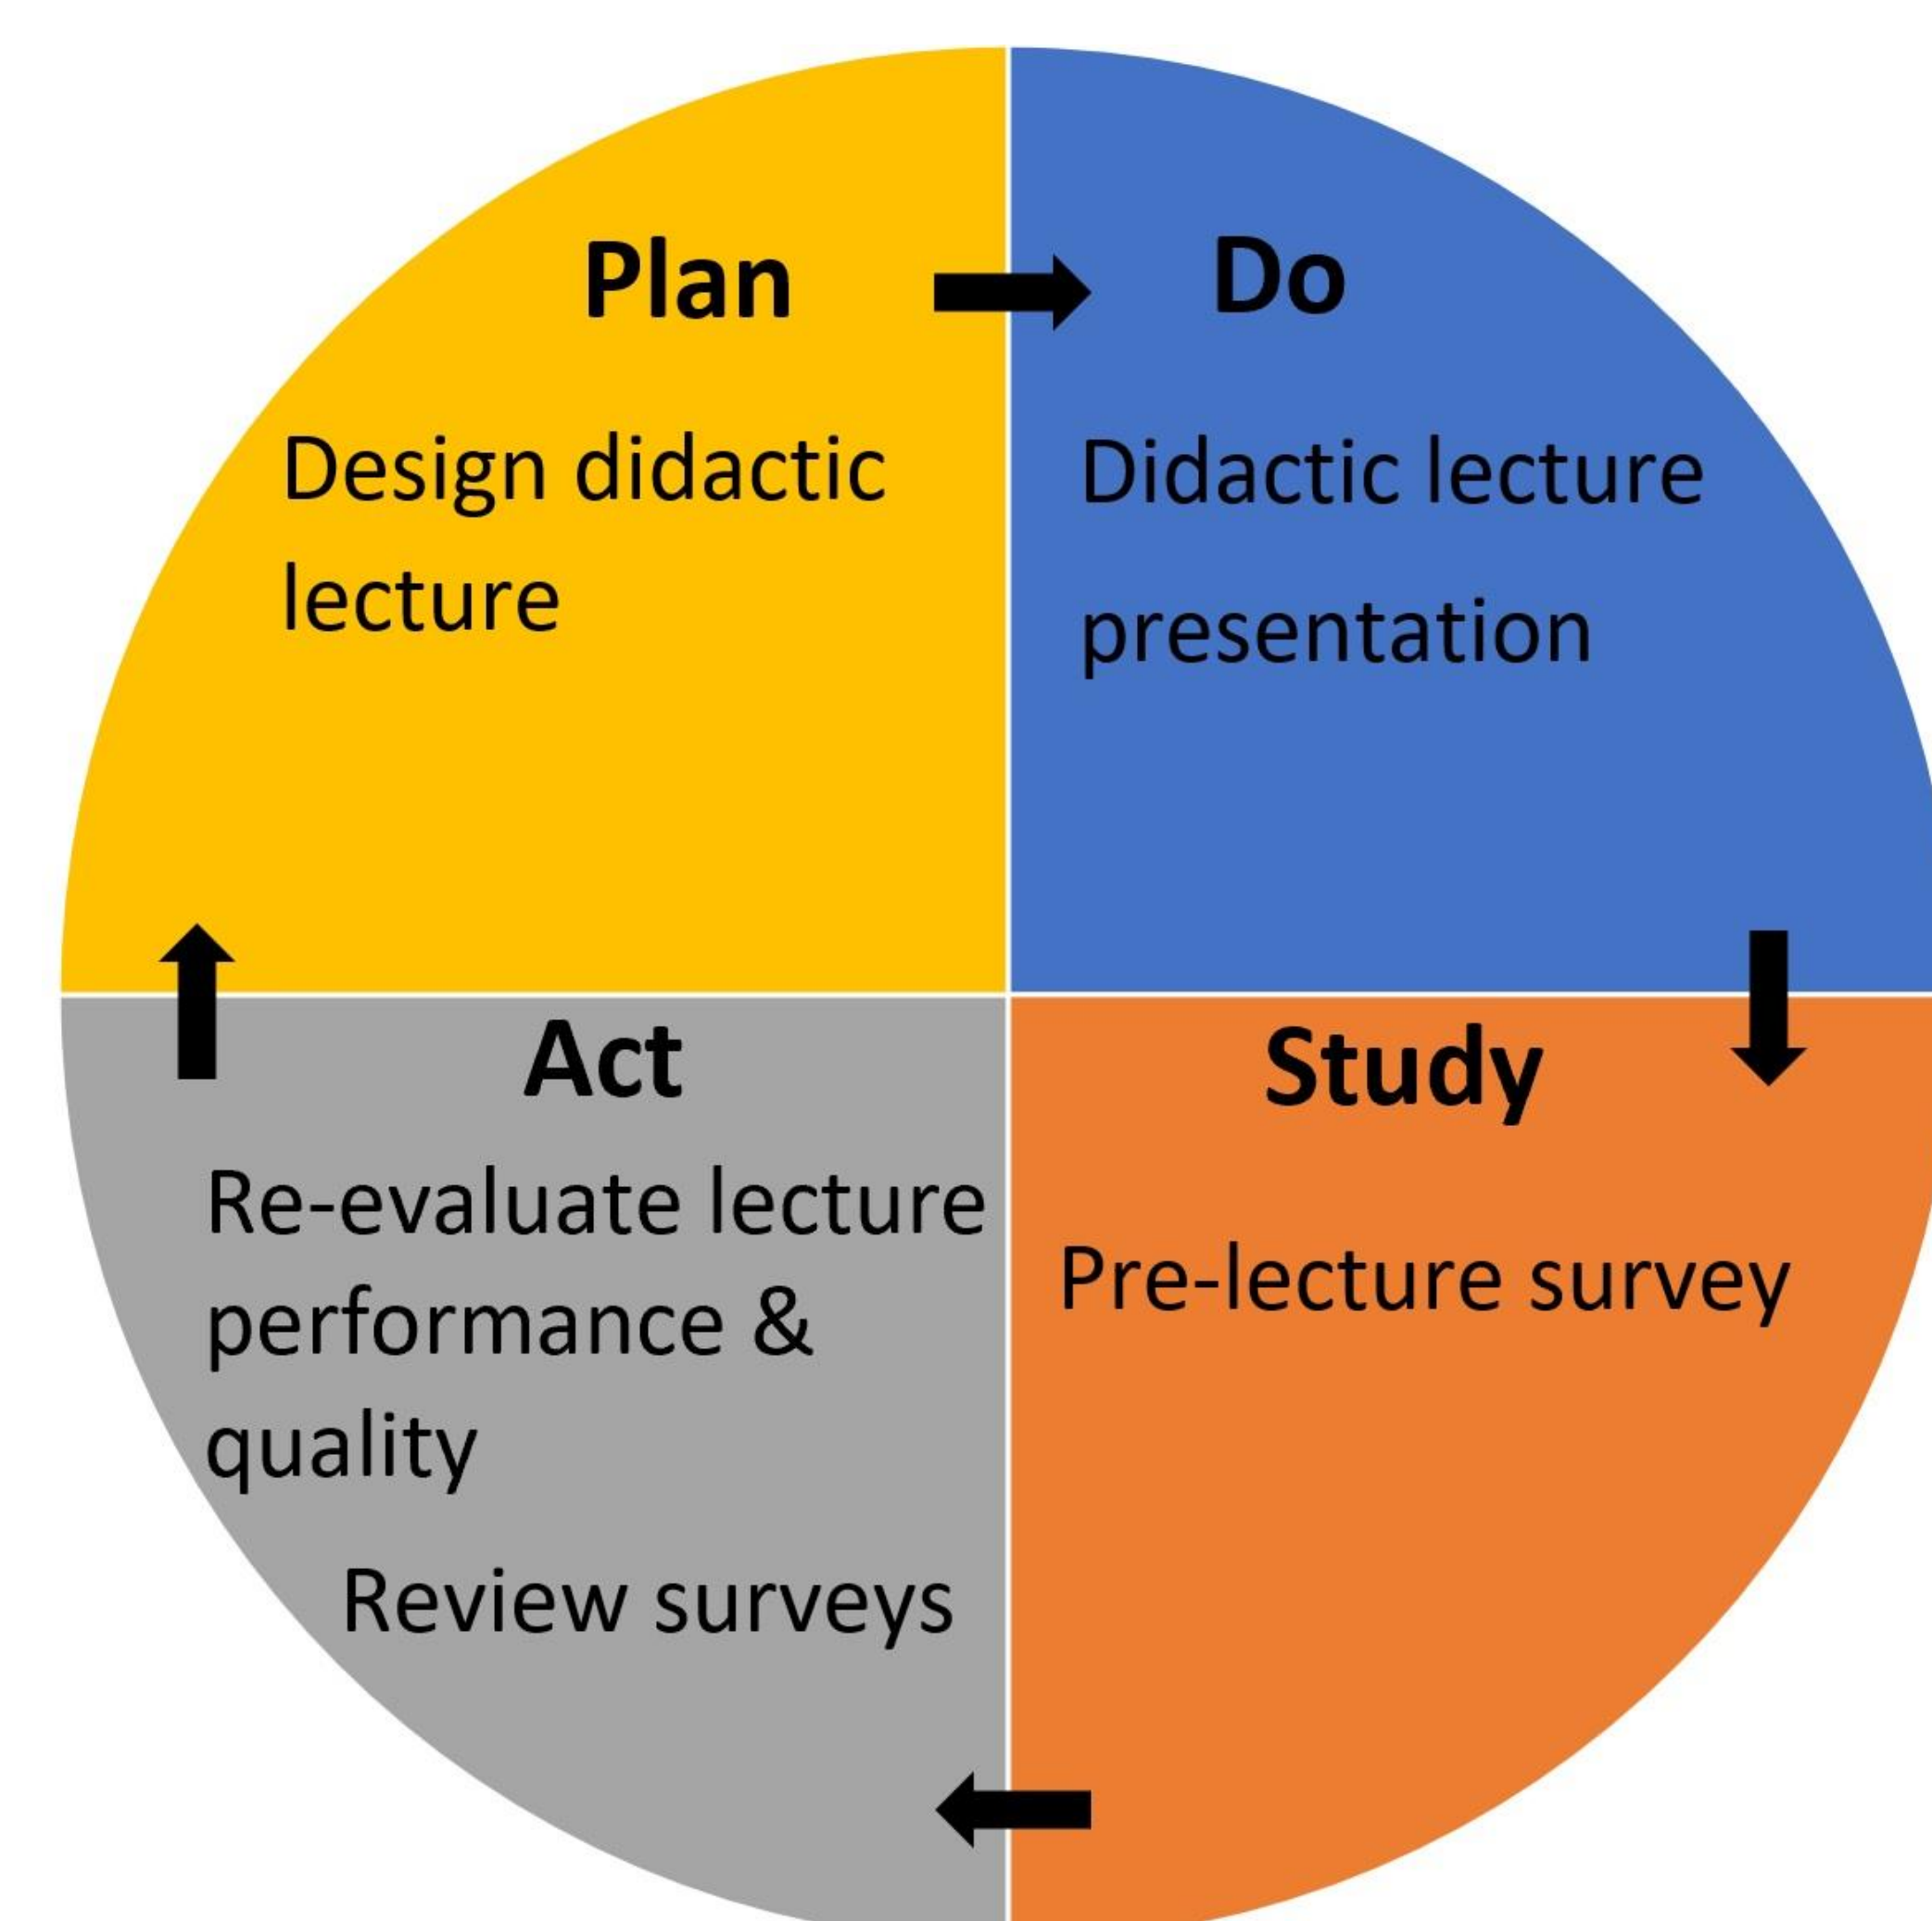 Plan
Design didactic
lecture
Do
Didactic lecture
presentation
Study
Pre-lecture survey
Act
Re-evaluate lecture
performance &
quality
Review surveys